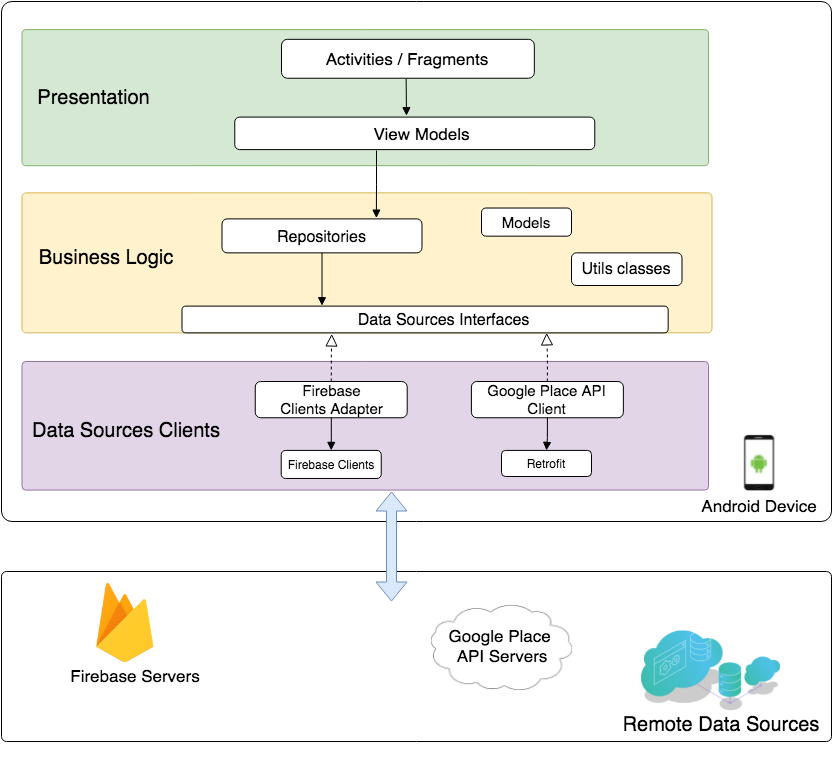 Activities / Fragments
Presentation
View Models
Models
Repositories
Business Logic
Utils classes
Data Sources Interfaces
Firebase
Clients Adapter
Google Place API
Client
Data Sources Clients
Firebase Clients
Retrofit
Android Device
Google Place
API Servers
Firebase Servers
Remote Data Sources